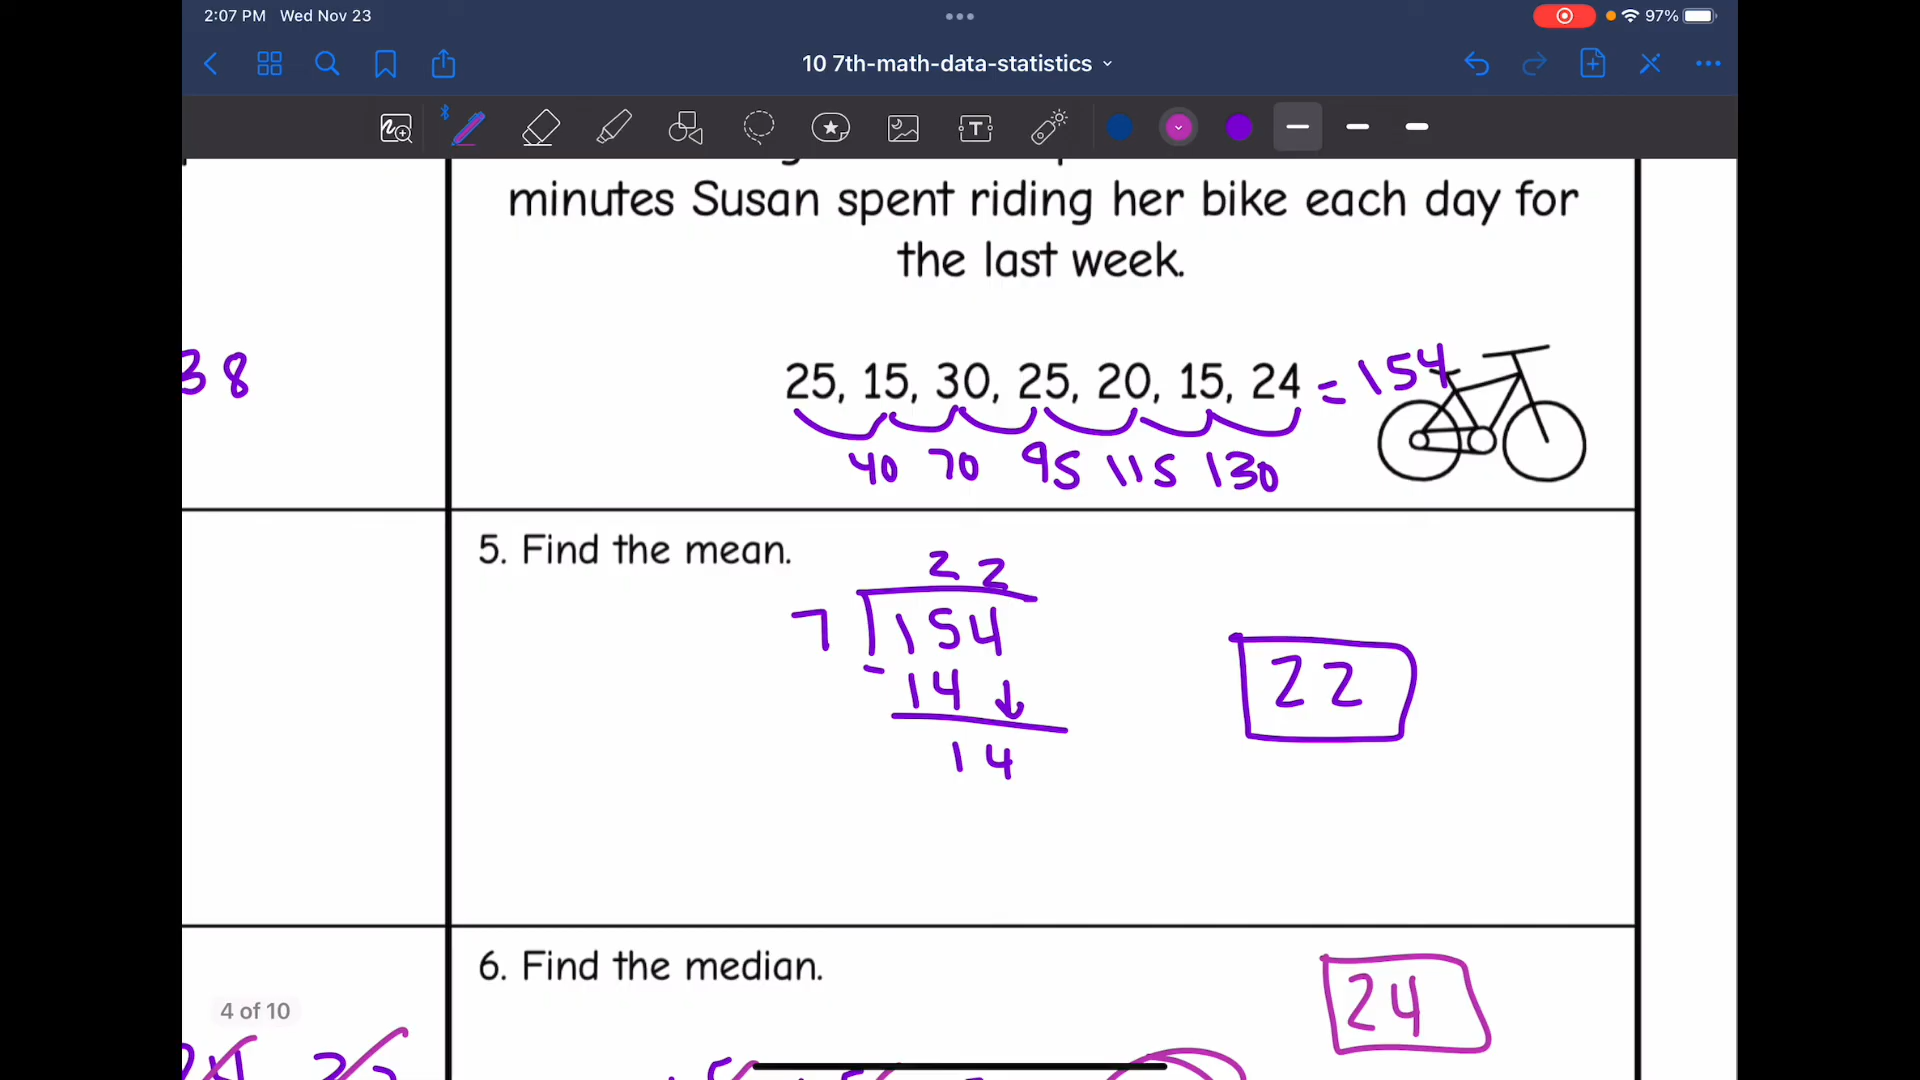 2:07 PM Wed Nov 23
97%
10 7th-math-data-statistics
T
minutes Susan spent riding her bike each day for
the last week.
38
25, 15, 30, 25, 20, 15, 24 = 154
40 70 95 115 130
5. Find the mean.
22
7 154
- 14
14
22
6. Find the median.
24
4 of 10